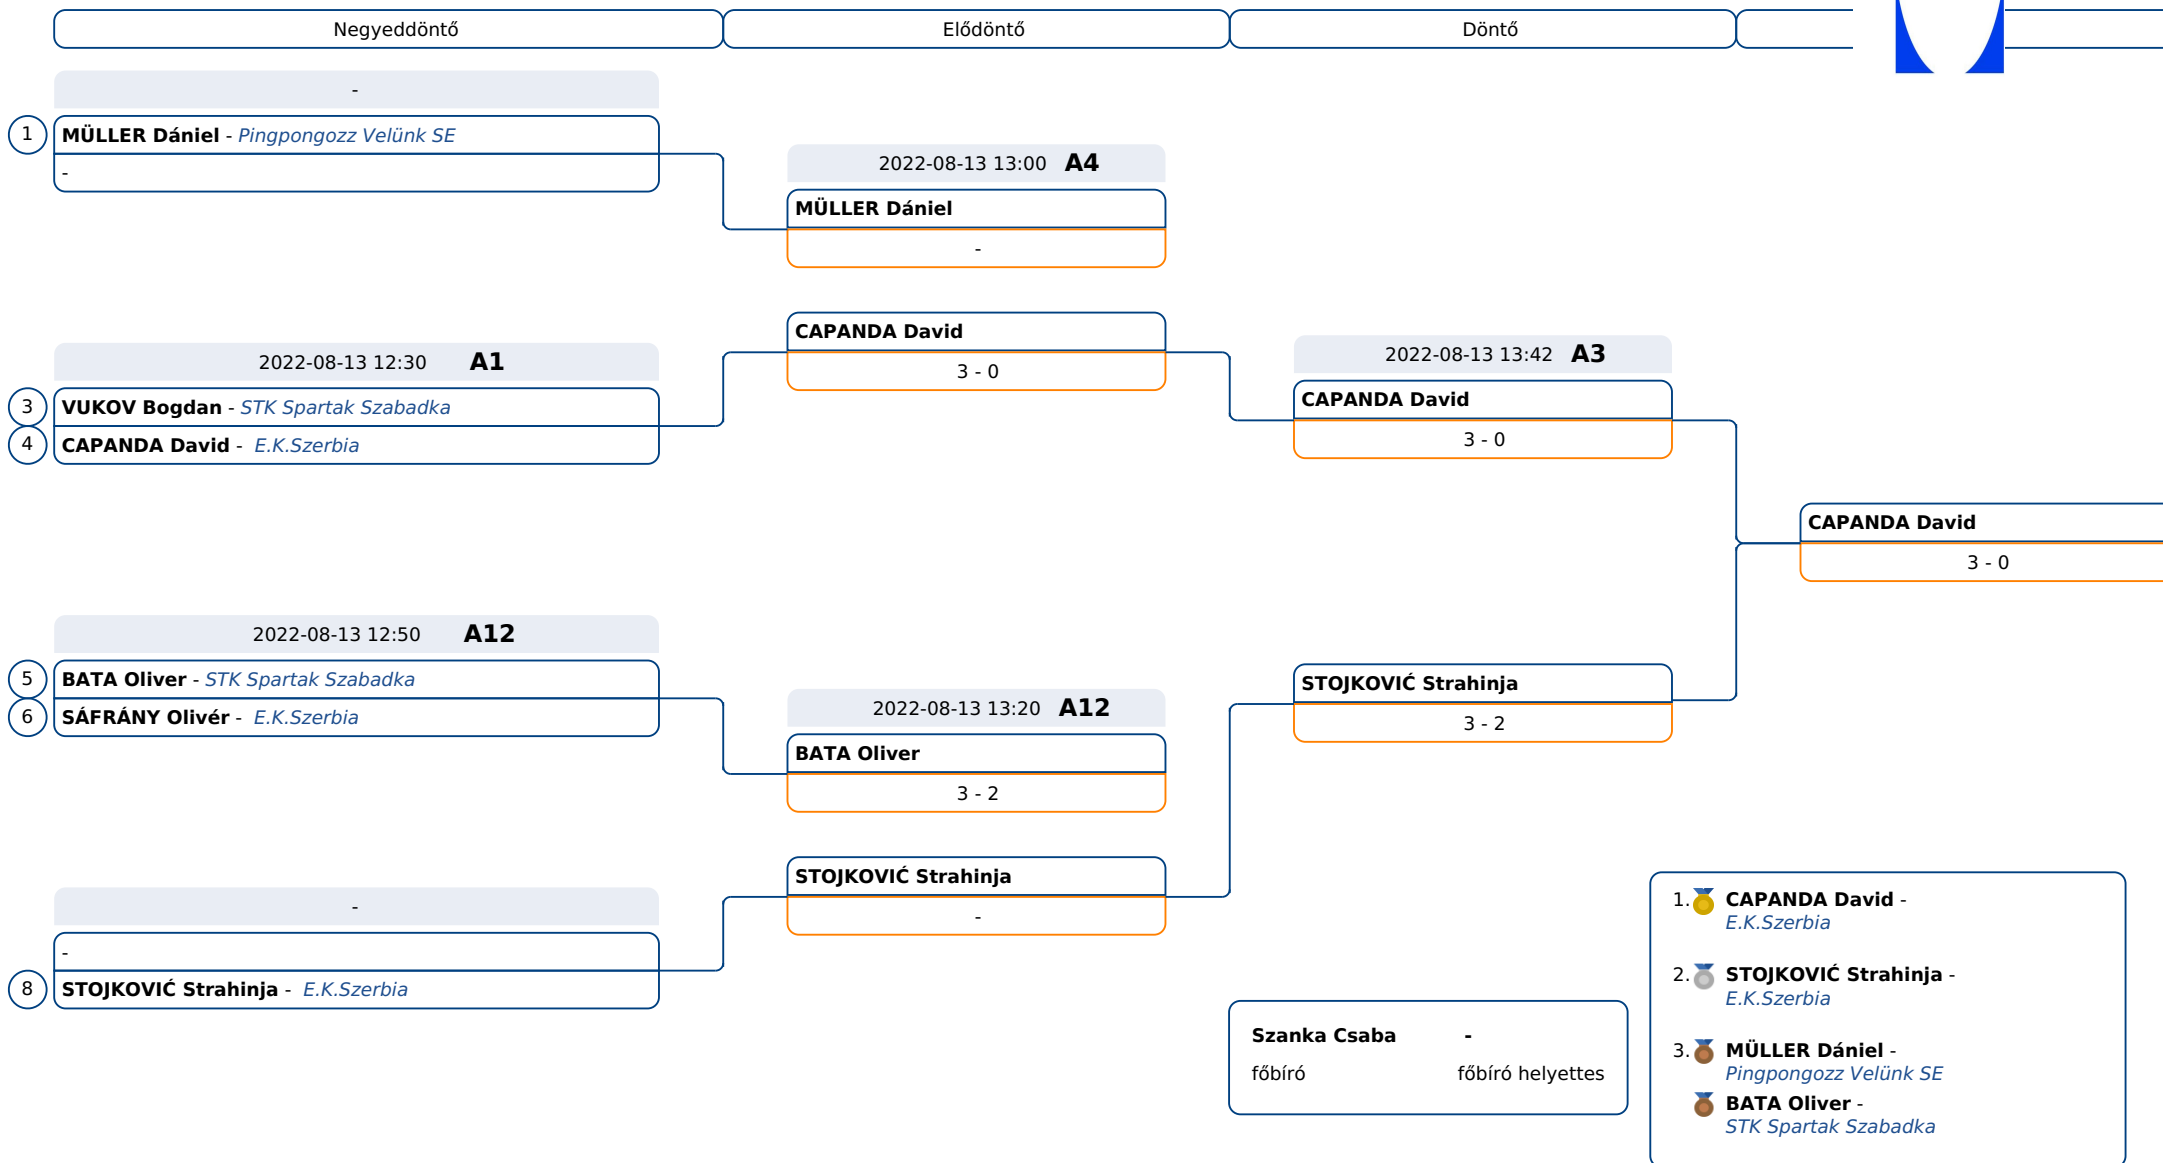 Negyeddöntő
Elődöntő
Döntő
-
1
MÜLLER Dániel - Pingpongozz Velünk SE
-
2022-08-13 13:00 A4
MÜLLER Dániel
-
CAPANDA David
3 - 0
2022-08-13 12:30 A1
3
VUKOV Bogdan - STK Spartak Szabadka
4
CAPANDA David - E.K.Szerbia
2022-08-13 13:42 A3
CAPANDA David
3 - 0
CAPANDA David
3 - 0
2022-08-13 12:50 A12
5
BATA Oliver - STK Spartak Szabadka
6
SÁFRÁNY Olivér - E.K.Szerbia
2022-08-13 13:20 A12
BATA Oliver
3 - 2
STOJKOVIĆ Strahinja
3 - 2
STOJKOVIĆ Strahinja
-
-
-
8
STOJKOVIĆ Strahinja - E.K.Szerbia
Szanka Csaba -
főbíró főbíró helyettes
1. CAPANDA David -
E.K.Szerbia
2. STOJKOVIĆ Strahinja -
E.K.Szerbia
3. MÜLLER Dániel -
Pingpongozz Velünk SE
BATA Oliver -
STK Spartak Szabadka